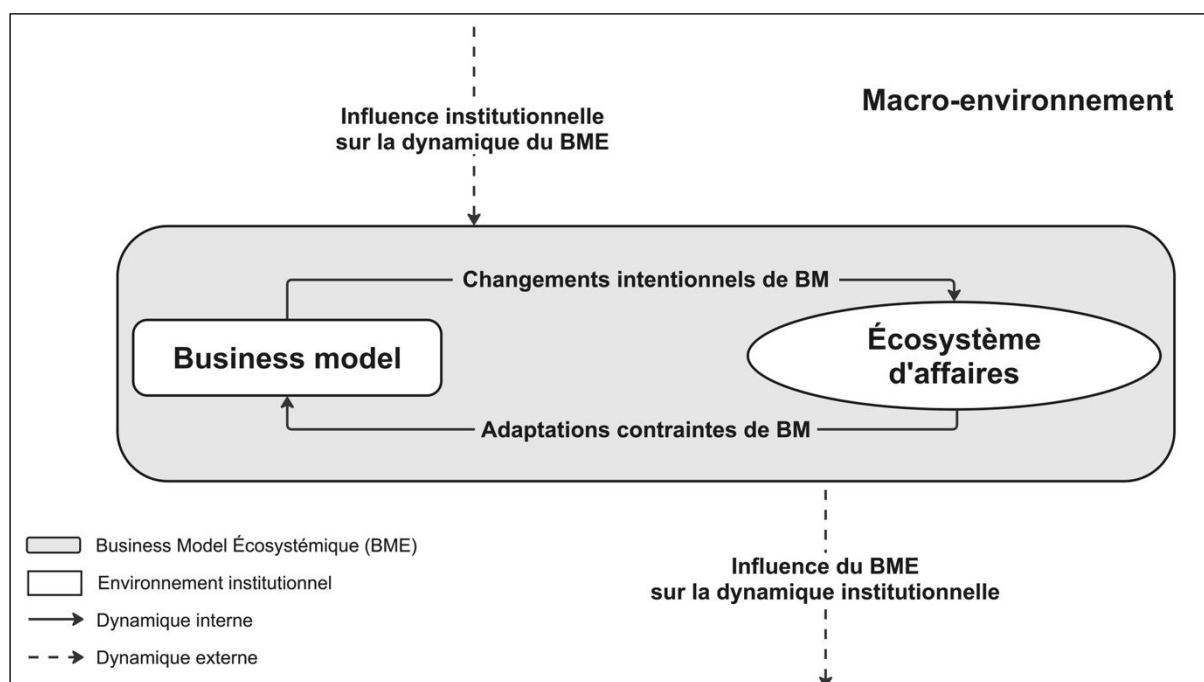 Macro-environnement
Influence institutionnelle
sur la dynamique du BME
Changements intentionnels de BM
Business model
Écosystème
d'affaires
Adaptations contraintes de BM
Business Model Écosystémique (BME)
Environnement institutionnel
Dynamique interne
Dynamique externe
Influence du BME
sur la dynamique institutionnelle